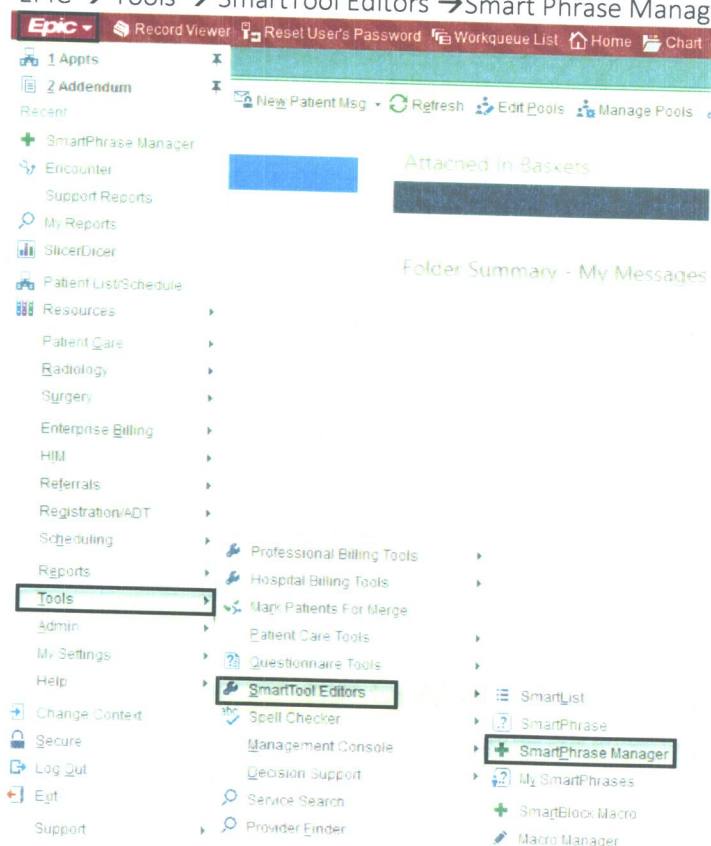 EPIC → Tools → SmartTool Editors →Smart Phrase Manag
Epic Record Viewer Reset User's Password Workqueue List Home Chart
1 Appts
2 Addendum
New Patient Msg Refresh Edit Pools Manage Pools
Recent
SmartPhrase Manager
Attached In Baskets
Encounter
Support Reports
My Reports
SlicerDicer
Folder Summary - My Messages
Patient List/Schedule
Resources
Patient Care
Radiology
Surgery
Enterprise Billing
HIM
Referrals
Registration/ADT
Scheduling
Professional Billing Tools
Reports
Hospital Billing Tools
Tools
Mark Patients For Merge
Admin
Patient Care Tools
My Settings
Questionnaire Tools
Help
SmartTool Editors
SmartList
Change Context
Spell Checker
SmartPhrase
Secure
Management Console
SmartPhrase Manager
Log Out
Decision Support
My SmartPhrases
Exit
Service Search
SmartBlock Macro
Support
Provider Finder
Macro Manager